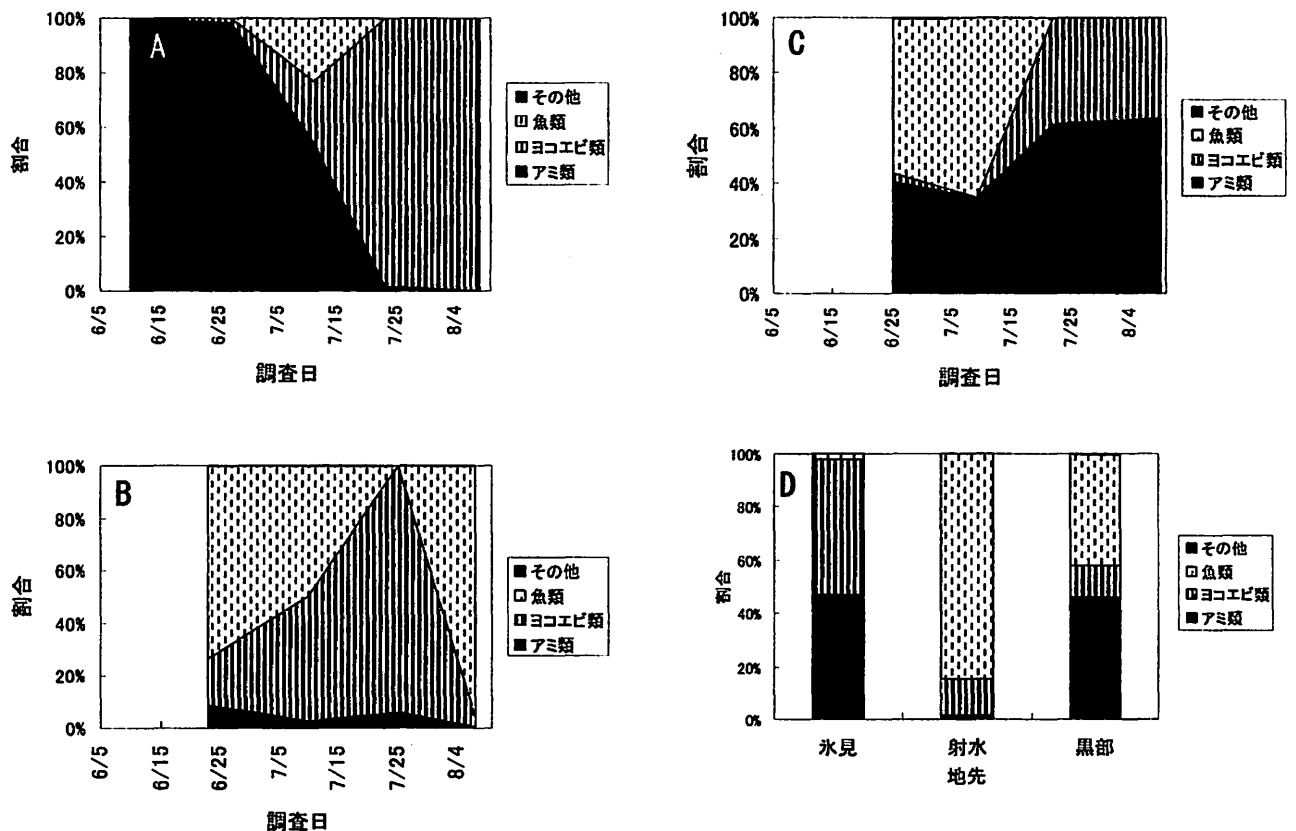 A
100%
80%
60%
40%
20%
0%
割合
6/5
6/15
6/25
7/5
7/15
7/25
8/4
調査日
その他
魚類
ヨコエビ類
アミ類
C
100%
80%
60%
40%
20%
0%
割合
6/5
6/15
6/25
7/5
7/15
7/25
8/4
調査日
その他
魚類
ヨコエビ類
アミ類
B
100%
80%
60%
40%
20%
0%
割合
6/5
6/15
6/25
7/5
7/15
7/25
8/4
調査日
その他
魚類
ヨコエビ類
アミ類
D
100%
80%
60%
40%
20%
0%
割合
氷見 射水 黒部
地先
その他
魚類
ヨコエビ類
アミ類